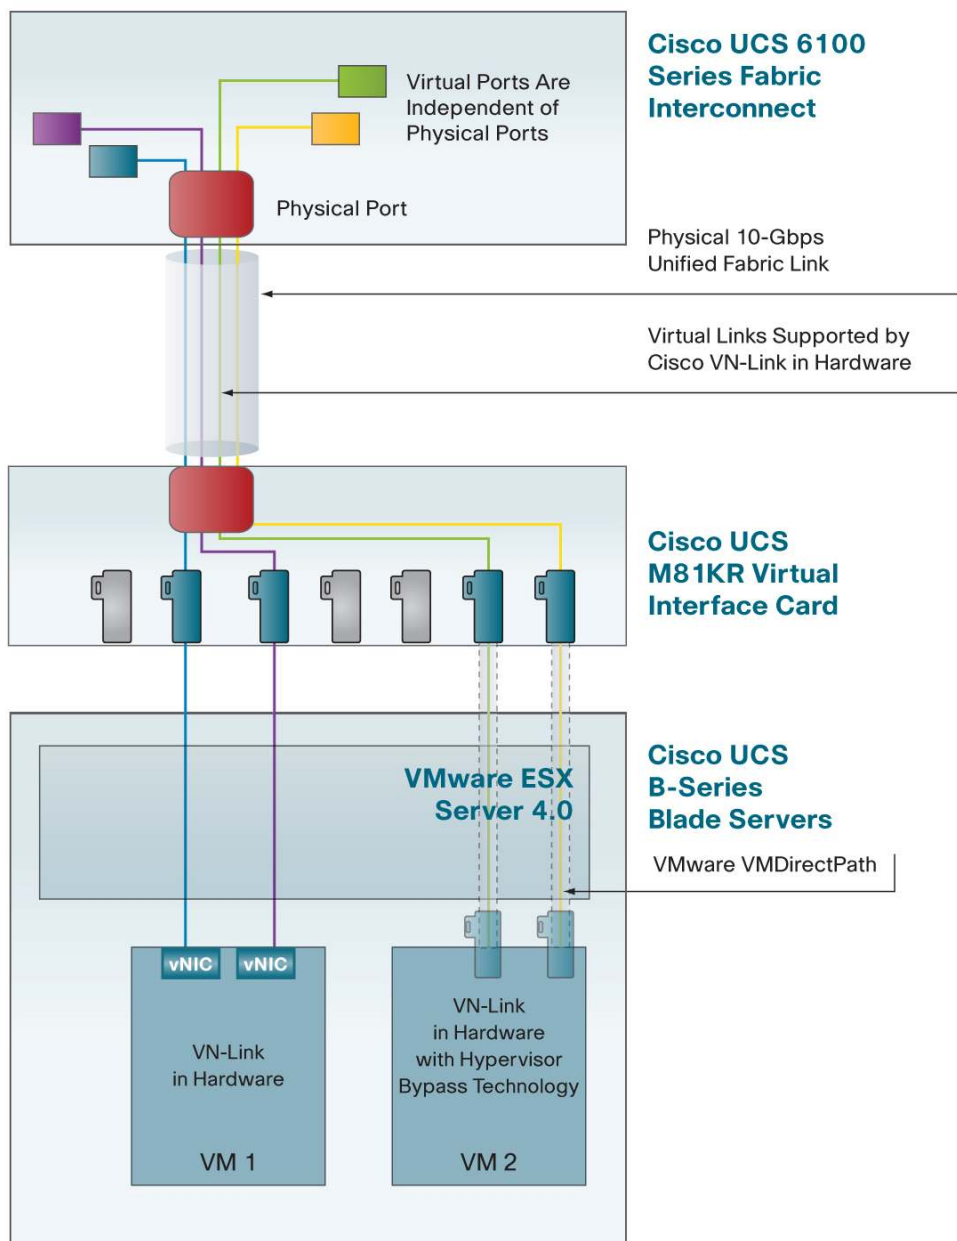 Cisco UCS 6100
Series Fabric
Interconnect
Virtual Ports Are
Independent of
Physical Ports
Physical Port
Physical 10-Gbps
Unified Fabric Link
Virtual Links Supported by
Cisco VN-Link in Hardware
Cisco UCS
M81KR Virtual
Interface Card
Cisco UCS
B-Series
Blade Servers
VMware ESX
Server 4.0
VMware VMDirectPath
vNIC
vNIC
VN-Link
in Hardware
VM 1
VN-Link
in Hardware
with Hypervisor
Bypass Technology
VM 2